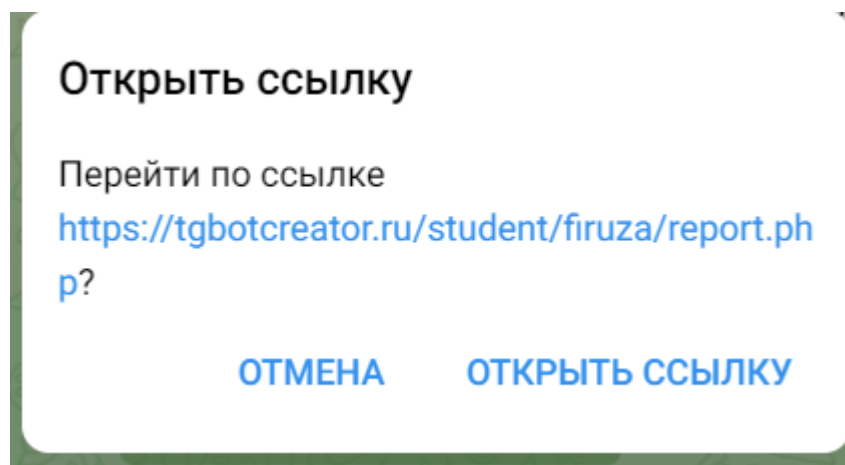 Открыть ссылку
Перейти по ссылке
https://tgbotcreator.ru/student/firuza/report.ph
p?
ОТМЕНА ОТКРЫТЬ ССЫЛКУ